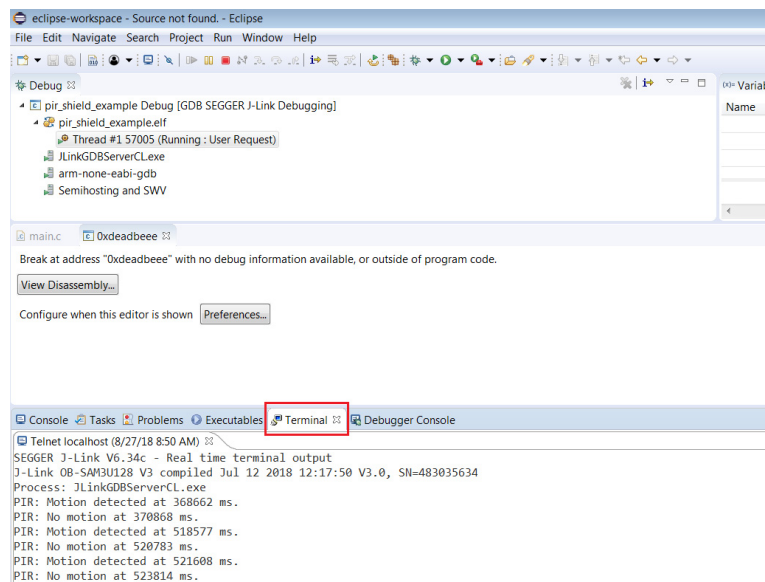 eclipse-workspace - Source not found. - Eclipse
File Edit Navigate Search Project Run Window Help
Debug
pir_shield_example Debug [GDB SEGGER J-Link Debugging]
pir_shield_example.elf
Thread #1 57005 (Running : User Request)
JLinkGDBServerCL.exe
arm-none-eabi-gdb
Semihosting and SWV
(x)= Variab
Name
main.c 0xdeadbeee
Break at address "0xdeadbeee" with no debug information available, or outside of program code.
View Disassembly...
Configure when this editor is shown Preferences...
Console Tasks Problems Executables Terminal Debugger Console
Telnet localhost (8/27/18 8:50 AM)
SEGGER J-Link V6.34c - Real time terminal output
J-Link OB-SAM3U128 V3 compiled Jul 12 2018 12:17:50 V3.0, SN=483035634
Process: JLinkGDBServerCL.exe
PIR: Motion detected at 368662 ms.
PIR: No motion at 370868 ms.
PIR: Motion detected at 518577 ms.
PIR: No motion at 520783 ms.
PIR: Motion detected at 521608 ms.
PIR: No motion at 523814 ms.